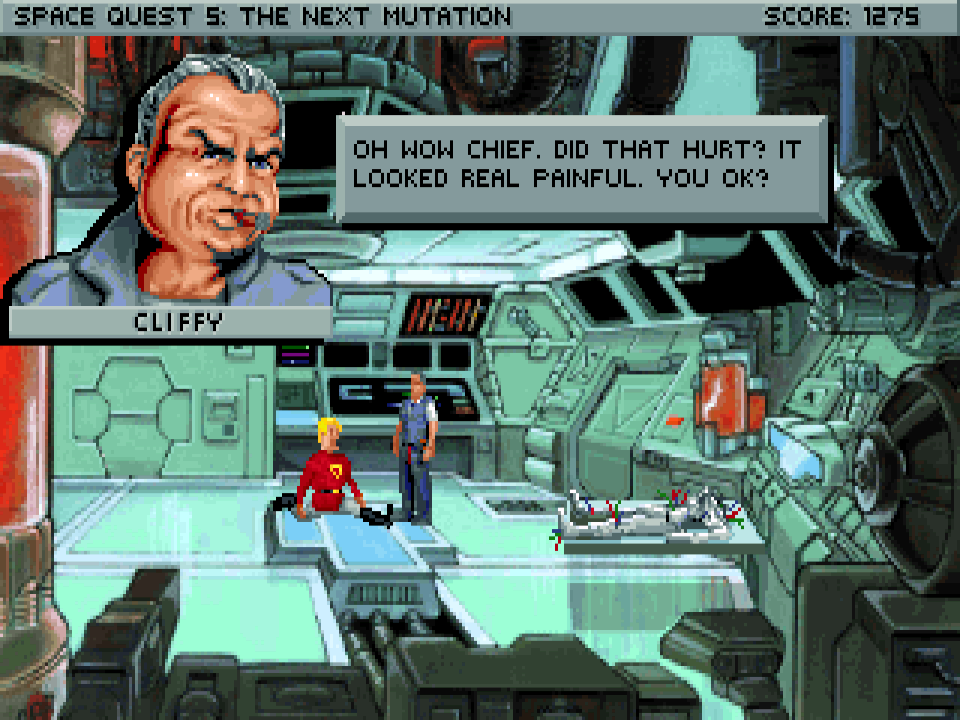 SPACE QUEST 5: THE NEXT MUTATION SCORE: 1275
OH WOW CHIEF. DID THAT HURT? IT
LOOKED REAL PAINFUL. YOU OK?
CLIFFY